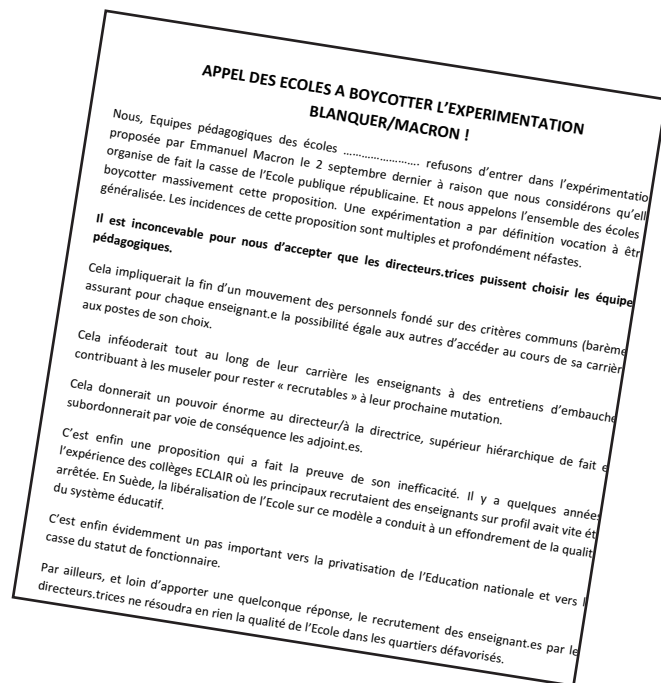 APPEL DES ECOLES A BOYCOTTER L’EXPERIMENTATION
BLANQUER/MACRON !
Nous, Equipes pédagogiques des écoles …………………….. refusons d’entrer dans l’expérimentatio
proposée par Emmanuel Macron le 2 septembre dernier à raison que nous considérons qu’ell
organise de fait la casse de l’Ecole publique républicaine. Et nous appelons l’ensemble des écoles
boycotter massivement cette proposition. Une expérimentation a par définition vocation à êtr
généralisée. Les incidences de cette proposition sont multiples et profondément néfastes.
Il est inconcevable pour nous d’accepter que les directeurs.trices puissent choisir les équipe
pédagogiques.
Cela impliquerait la fin d’un mouvement des personnels fondé sur des critères communs (barème
assurant pour chaque enseignant.e la possibilité égale aux autres d’accéder au cours de sa carrièr
aux postes de son choix.
Cela inféoderait tout au long de leur carrière les enseignants à des entretiens d’embauche
contribuant à les museler pour rester « recrutables » à leur prochaine mutation.
Cela donnerait un pouvoir énorme au directeur/à la directrice, supérieur hiérarchique de fait e
subordonnerait par voie de conséquence les adjoint.es.
C’est enfin une proposition qui a fait la preuve de son inefficacité. Il y a quelques années
l’expérience des collèges ECLAIR où les principaux recrutaient des enseignants sur profil avait vite ét
arrêtée. En Suède, la libéralisation de l’Ecole sur ce modèle a conduit à un effondrement de la qualit
du système éducatif.
C’est enfin évidemment un pas important vers la privatisation de l’Education nationale et vers l
casse du statut de fonctionnaire.
Par ailleurs, et loin d’apporter une quelconque réponse, le recrutement des enseignant.es par le
directeurs.trices ne résoudra en rien la qualité de l’Ecole dans les quartiers défavorisés.